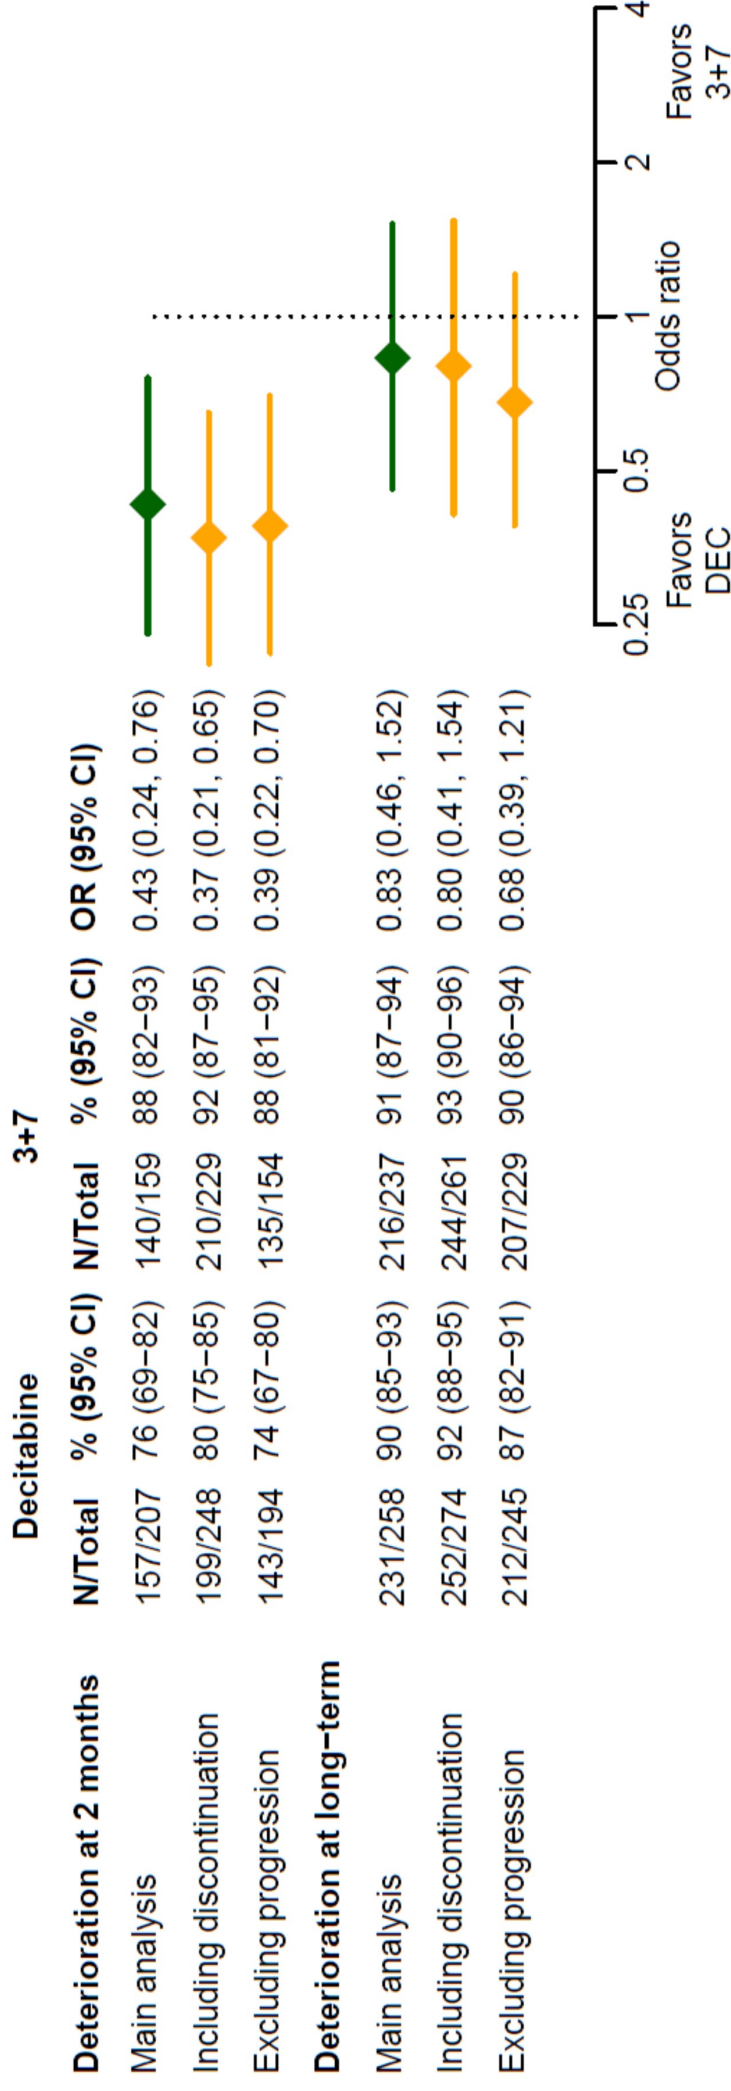 Decitabine 3+7
Deterioration at 2 months N/Total % (95% CI) N/Total % (95% CI) OR (95% CI)
Main analysis 157/207 76 (69−82) 140/159 88 (82−93) 0.43 (0.24, 0.76)
Including discontinuation 199/248 80 (75−85) 210/229 92 (87−95) 0.37 (0.21, 0.65)
Excluding progression 143/194 74 (67−80) 135/154 88 (81−92) 0.39 (0.22, 0.70)
Deterioration at long−term
Main analysis 231/258 90 (85−93) 216/237 91 (87−94) 0.83 (0.46, 1.52)
Including discontinuation 252/274 92 (88−95) 244/261 93 (90−96) 0.80 (0.41, 1.54)
Excluding progression 212/245 87 (82−91) 207/229 90 (86−94) 0.68 (0.39, 1.21)
0.25 0.5 1 2 4
Favors DEC Odds ratio Favors 3+7